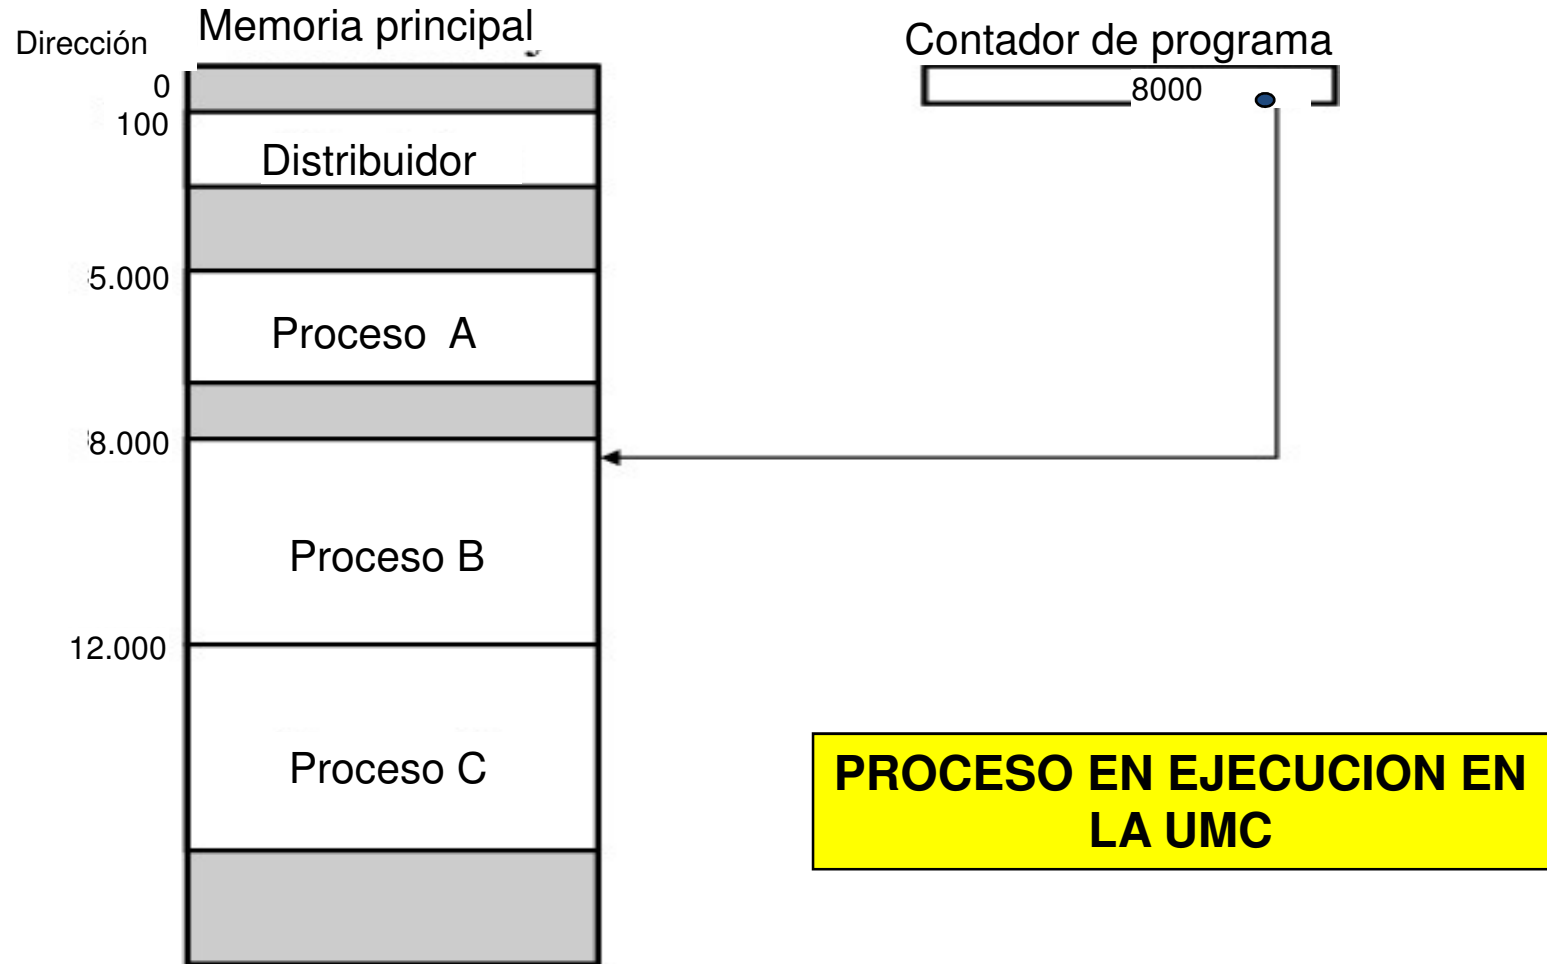 Memoria principal
Dirección
Contador de programa
0
8000
100
Distribuidor
5.000
Proceso A
8.000
Proceso B
12.000
Proceso C
PROCESO EN EJECUCION EN
LA UMC